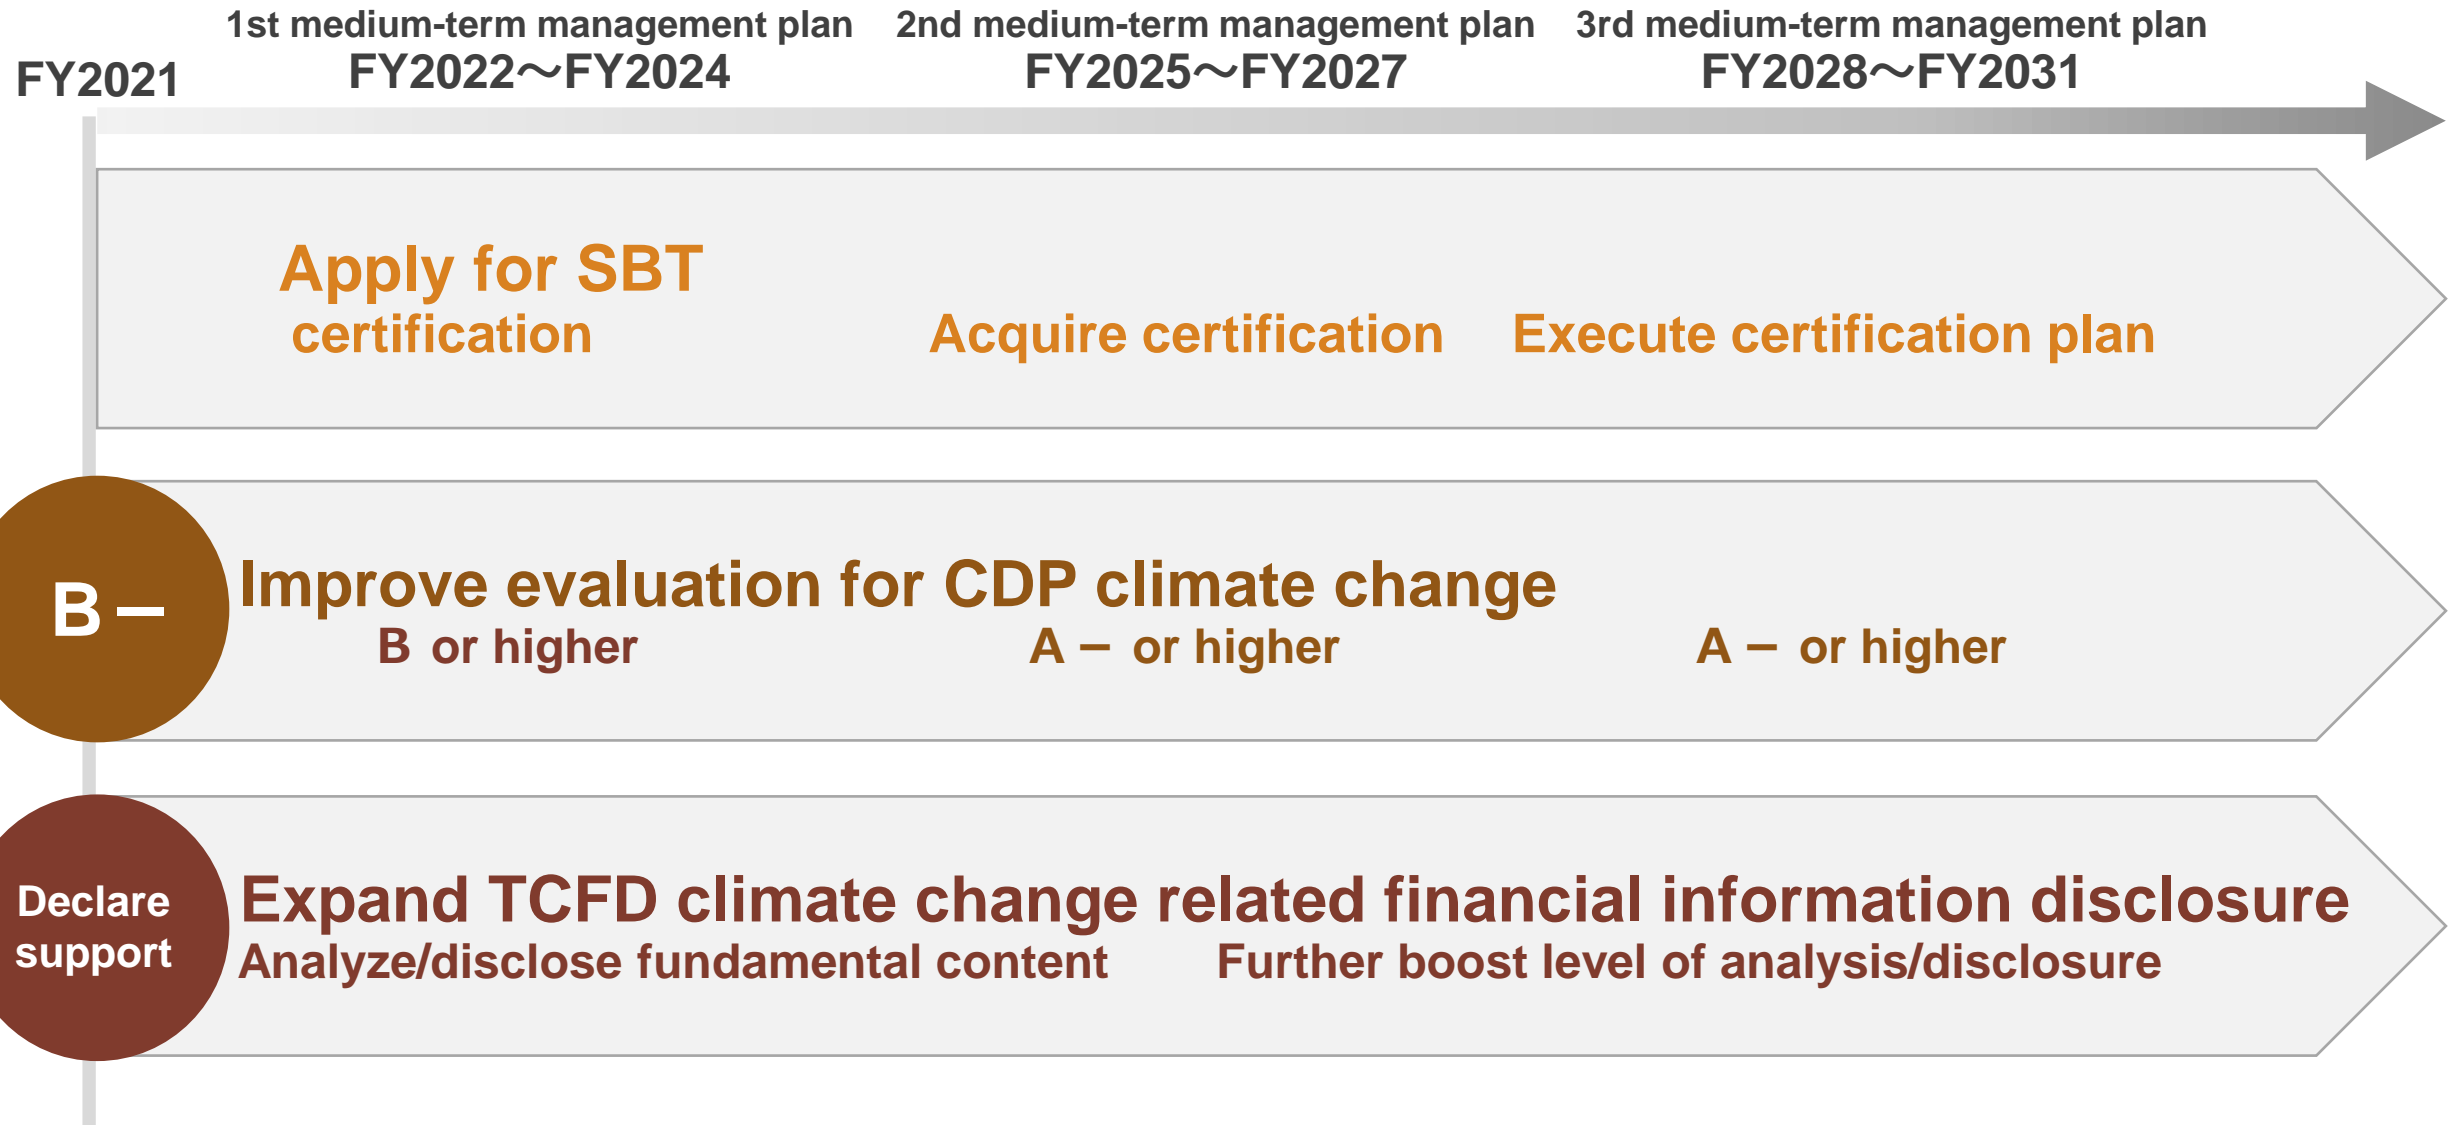 1st medium-term management plan
2nd medium-term management plan
3rd medium-term management plan
FY2021
FY2022～FY2024
FY2025～FY2027
FY2028～FY2031
Apply for SBT
certification
Acquire certification
Execute certification plan
B－
Improve evaluation for CDP climate change
B or higher
A－ or higher
A－ or higher
Declare
support
Expand TCFD climate change related financial information disclosure
Analyze/disclose fundamental content
Further boost level of analysis/disclosure